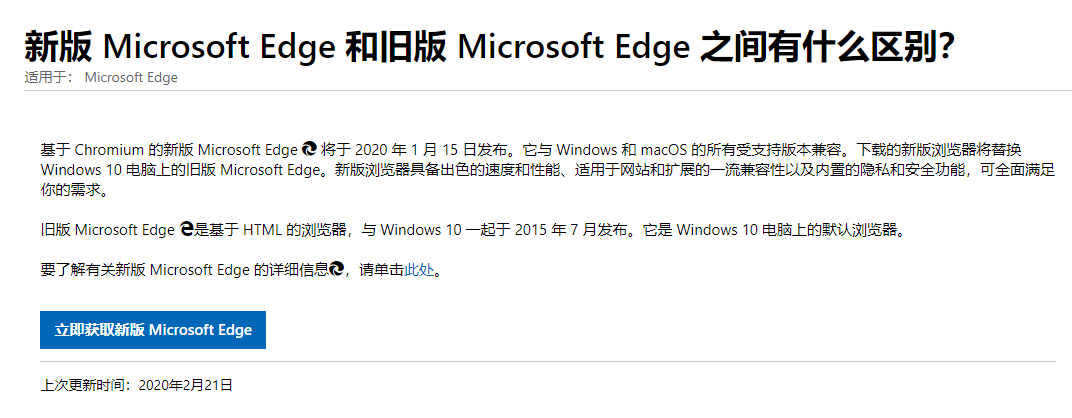 新版 Microsoft Edge 和旧版 Microsoft Edge 之间有什么区别？
适用于： Microsoft Edge
基于 Chromium 的新版 Microsoft Edge 将于 2020 年 1 月 15 日发布。它与 Windows 和 macOS 的所有受支持版本兼容。下载的新版浏览器将替换
Windows 10 电脑上的旧版 Microsoft Edge。新版浏览器具备出色的速度和性能、适用于网站和扩展的一流兼容性以及内置的隐私和安全功能，可全面满足
你的需求。
旧版 Microsoft Edge 是基于 HTML 的浏览器，与 Windows 10 一起于 2015 年 7 月发布。它是 Windows 10 电脑上的默认浏览器。
要了解有关新版 Microsoft Edge 的详细信息，请单击此处。
立即获取新版 Microsoft Edge
上次更新时间：2020年2月21日